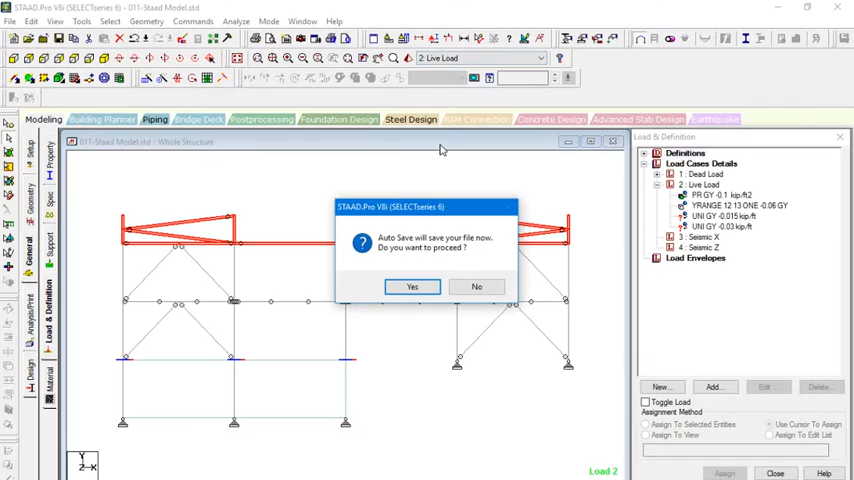 STAAD.Pro V8i (SELECTseries 6) - 011-Staad Model.std
File Edit View Tools Select Geometry Commands Analyze Mode Window Help
2: Live Load
Modeling Building Planner Piping Bridge Deck Postprocessing Foundation Design Steel Design RAM Connection Concrete Design Advanced Slab Design Earthquake
011-Staad Model.std - Whole Structure
Load & Definition
Setup
Geometry
General
Analysis/Print
Design
Property
Spec
Support
Load & Definition
Material
Definitions
Load Cases Details
1 : Dead Load
2 : Live Load
PR GY -0.1 kip/ft2
YRANGE 12 13 ONE -0.06 GY
UNI GY -0.015 kip/ft
UNI GY -0.03 kip/ft
3 : Seismic X
4 : Seismic Z
Load Envelopes
STAAD.Pro V8i (SELECTseries 6)
Auto Save will save your file now.
Do you want to proceed ?
Yes No
New... Add... Edit... Delete...
Toggle Load
Assignment Method
Assign To Selected Entities
Use Cursor To Assign
Assign To View
Assign To Edit List
Assign Close Help
Y
Z X
Load 2